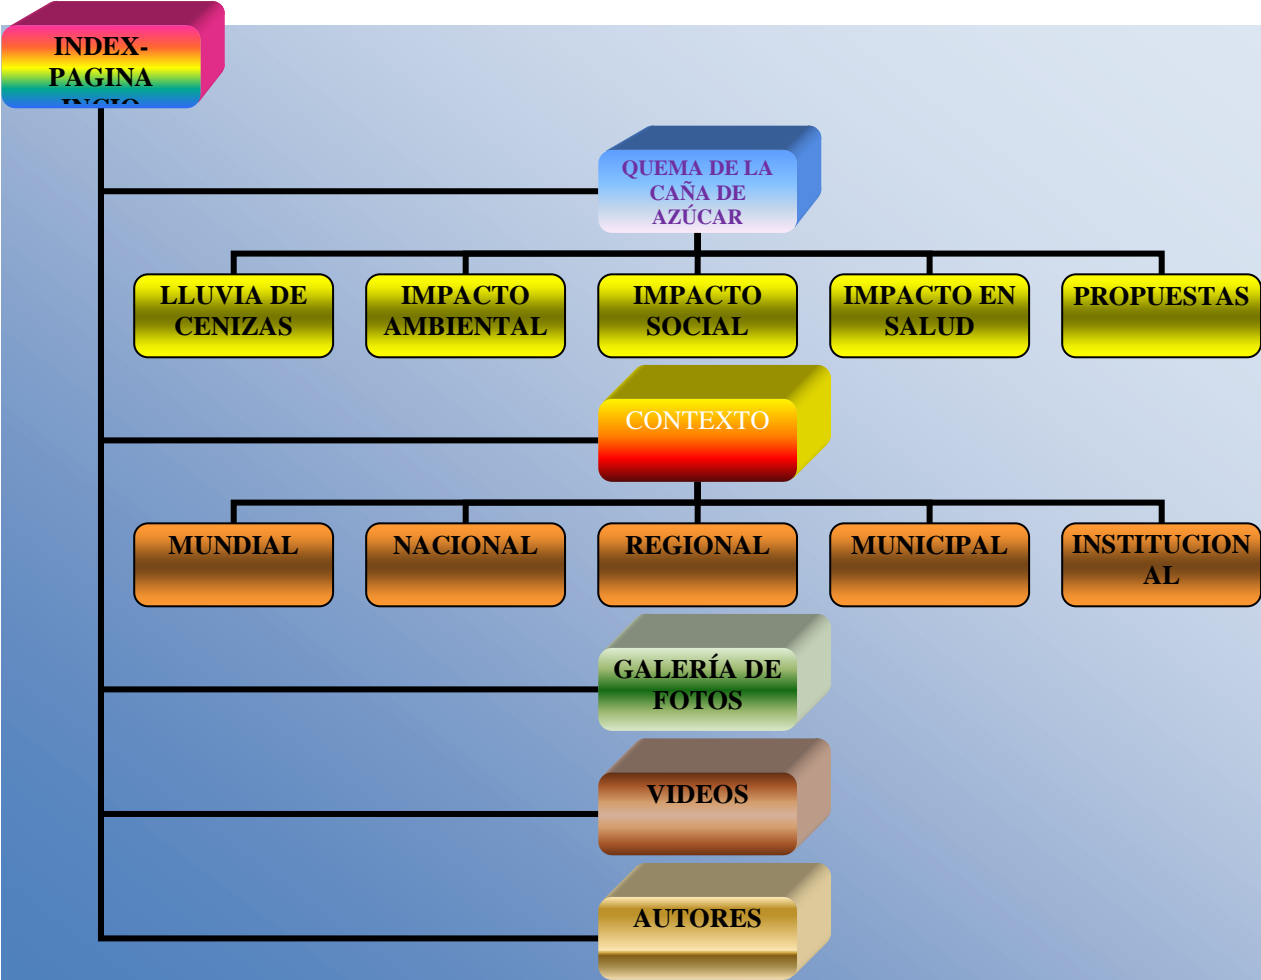 INDEX-
PAGINA
INCIO
QUEMA DE LA
CAÑA DE
AZÚCAR
LLUVIA DE
CENIZAS
IMPACTO
AMBIENTAL
IMPACTO
SOCIAL
IMPACTO EN
SALUD
PROPUESTAS
CONTEXTO
MUNDIAL
NACIONAL
REGIONAL
MUNICIPAL
INSTITUCION
AL
GALERÍA DE
FOTOS
VIDEOS
AUTORES